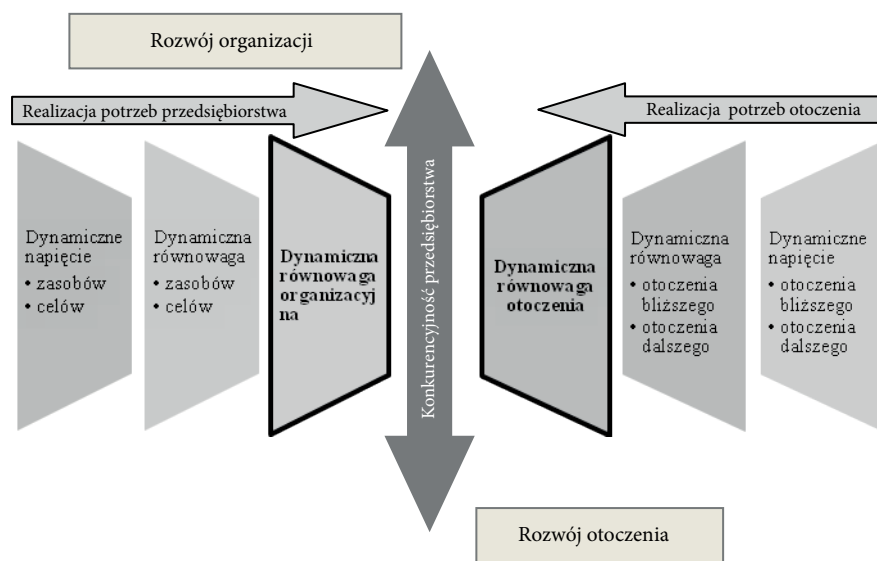 Rozwój organizacji
Realizacja potrzeb przedsiębiorstwa
Realizacja potrzeb otoczenia
Dynamiczne
napięcie
• zasobów
• celów
Dynamiczna
równowaga
• zasobów
• celów
Dynamiczna
równowaga
organizacyj
na
Konkurencyjność przedsiębiorstwa
Dynamiczna
równowaga
otoczenia
Dynamiczna
równowaga
• otoczenia
bliższego
• otoczenia
dalszego
Dynamiczne
napięcie
• otoczenia
bliższego
• otoczenia
dalszego
Rozwój otoczenia